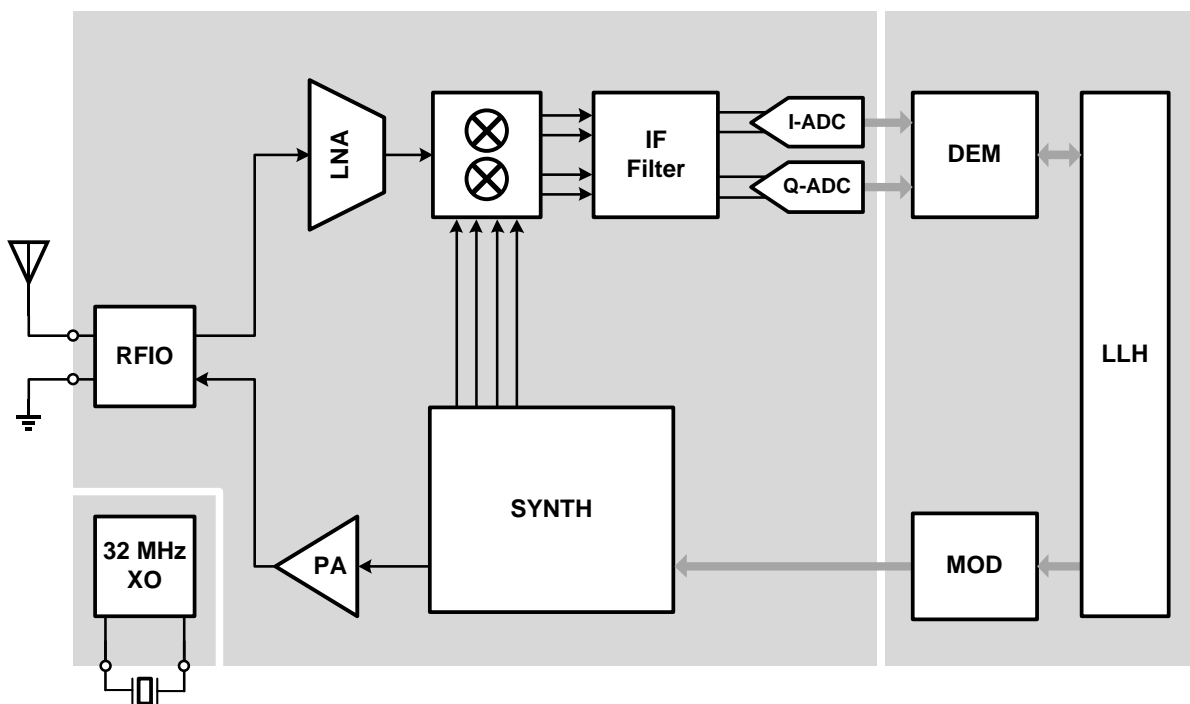 LNA
IF
Filter
I-ADC
Q-ADC
DEM
LLH
RFIO
SYNTH
32 MHz
XO
PA
MOD